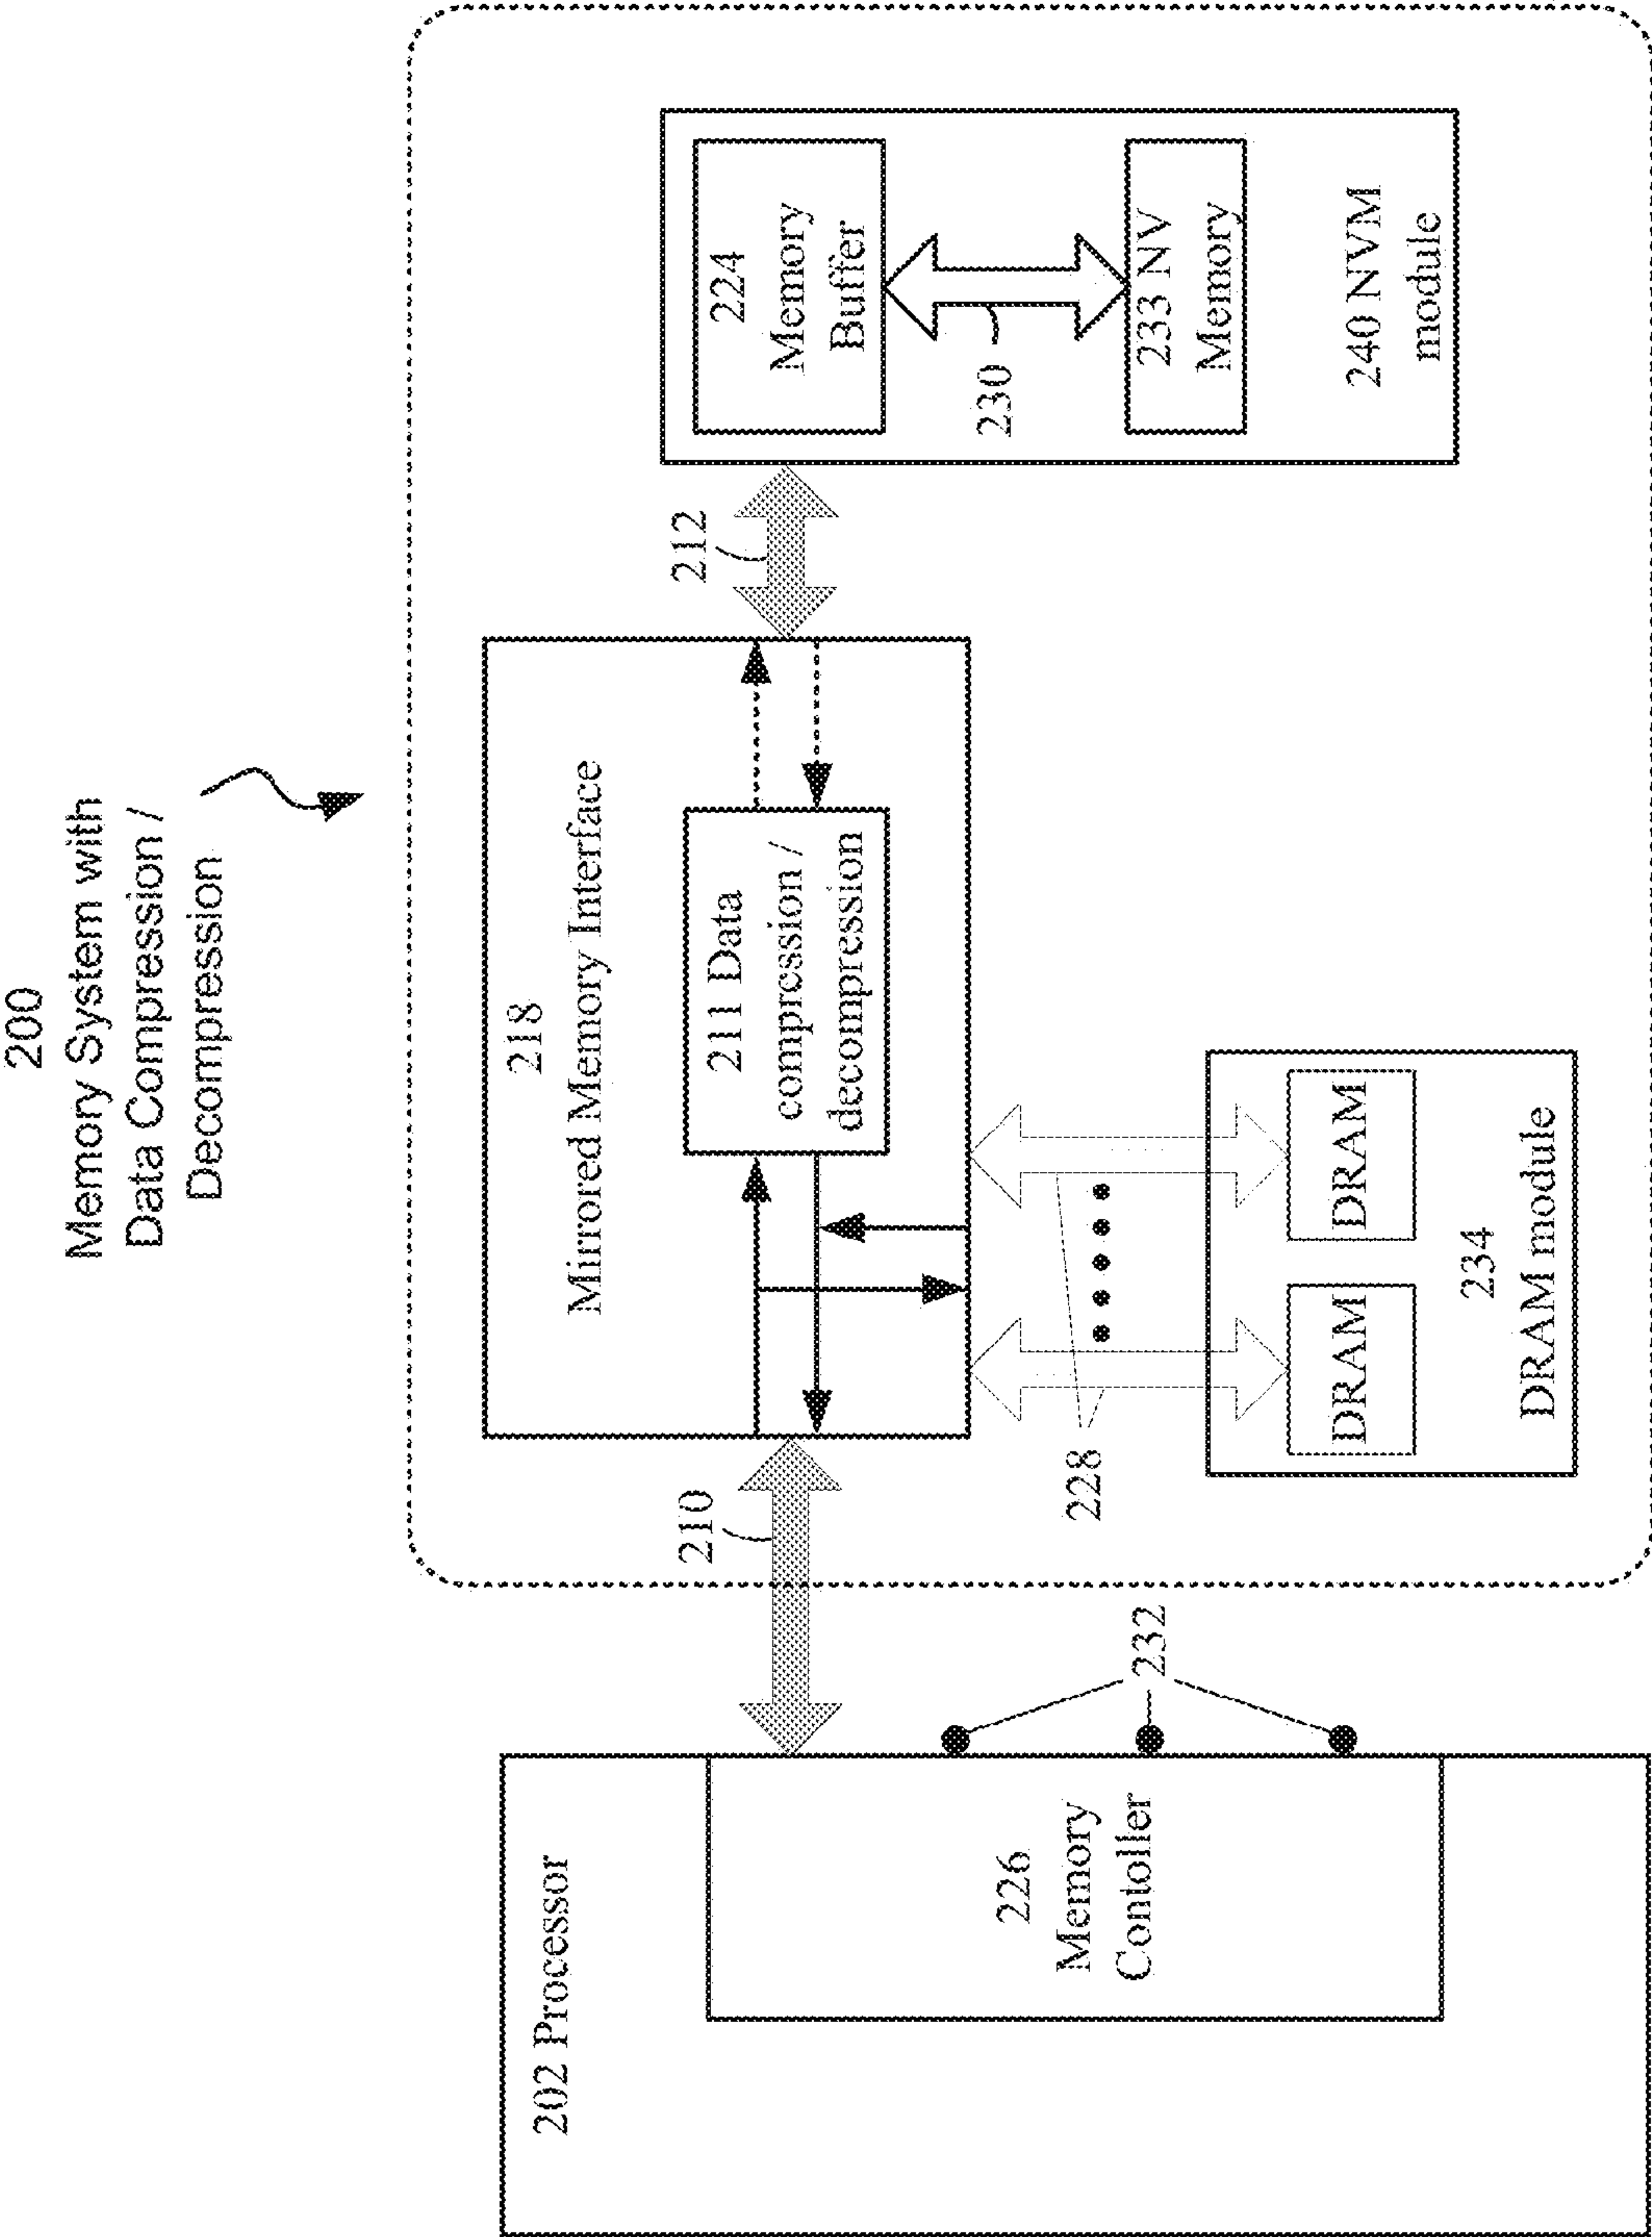 200
Memory System with
Data Compression /
Decompression
202 Processor
226
Memory
Contoller
232
210
218
Mirrored Memory Interface
211 Data
compression /
decompression
228
DRAM
DRAM
234
DRAM module
212
224
Memory
Buffer
230
233 NV
Memory
240 NVM
module